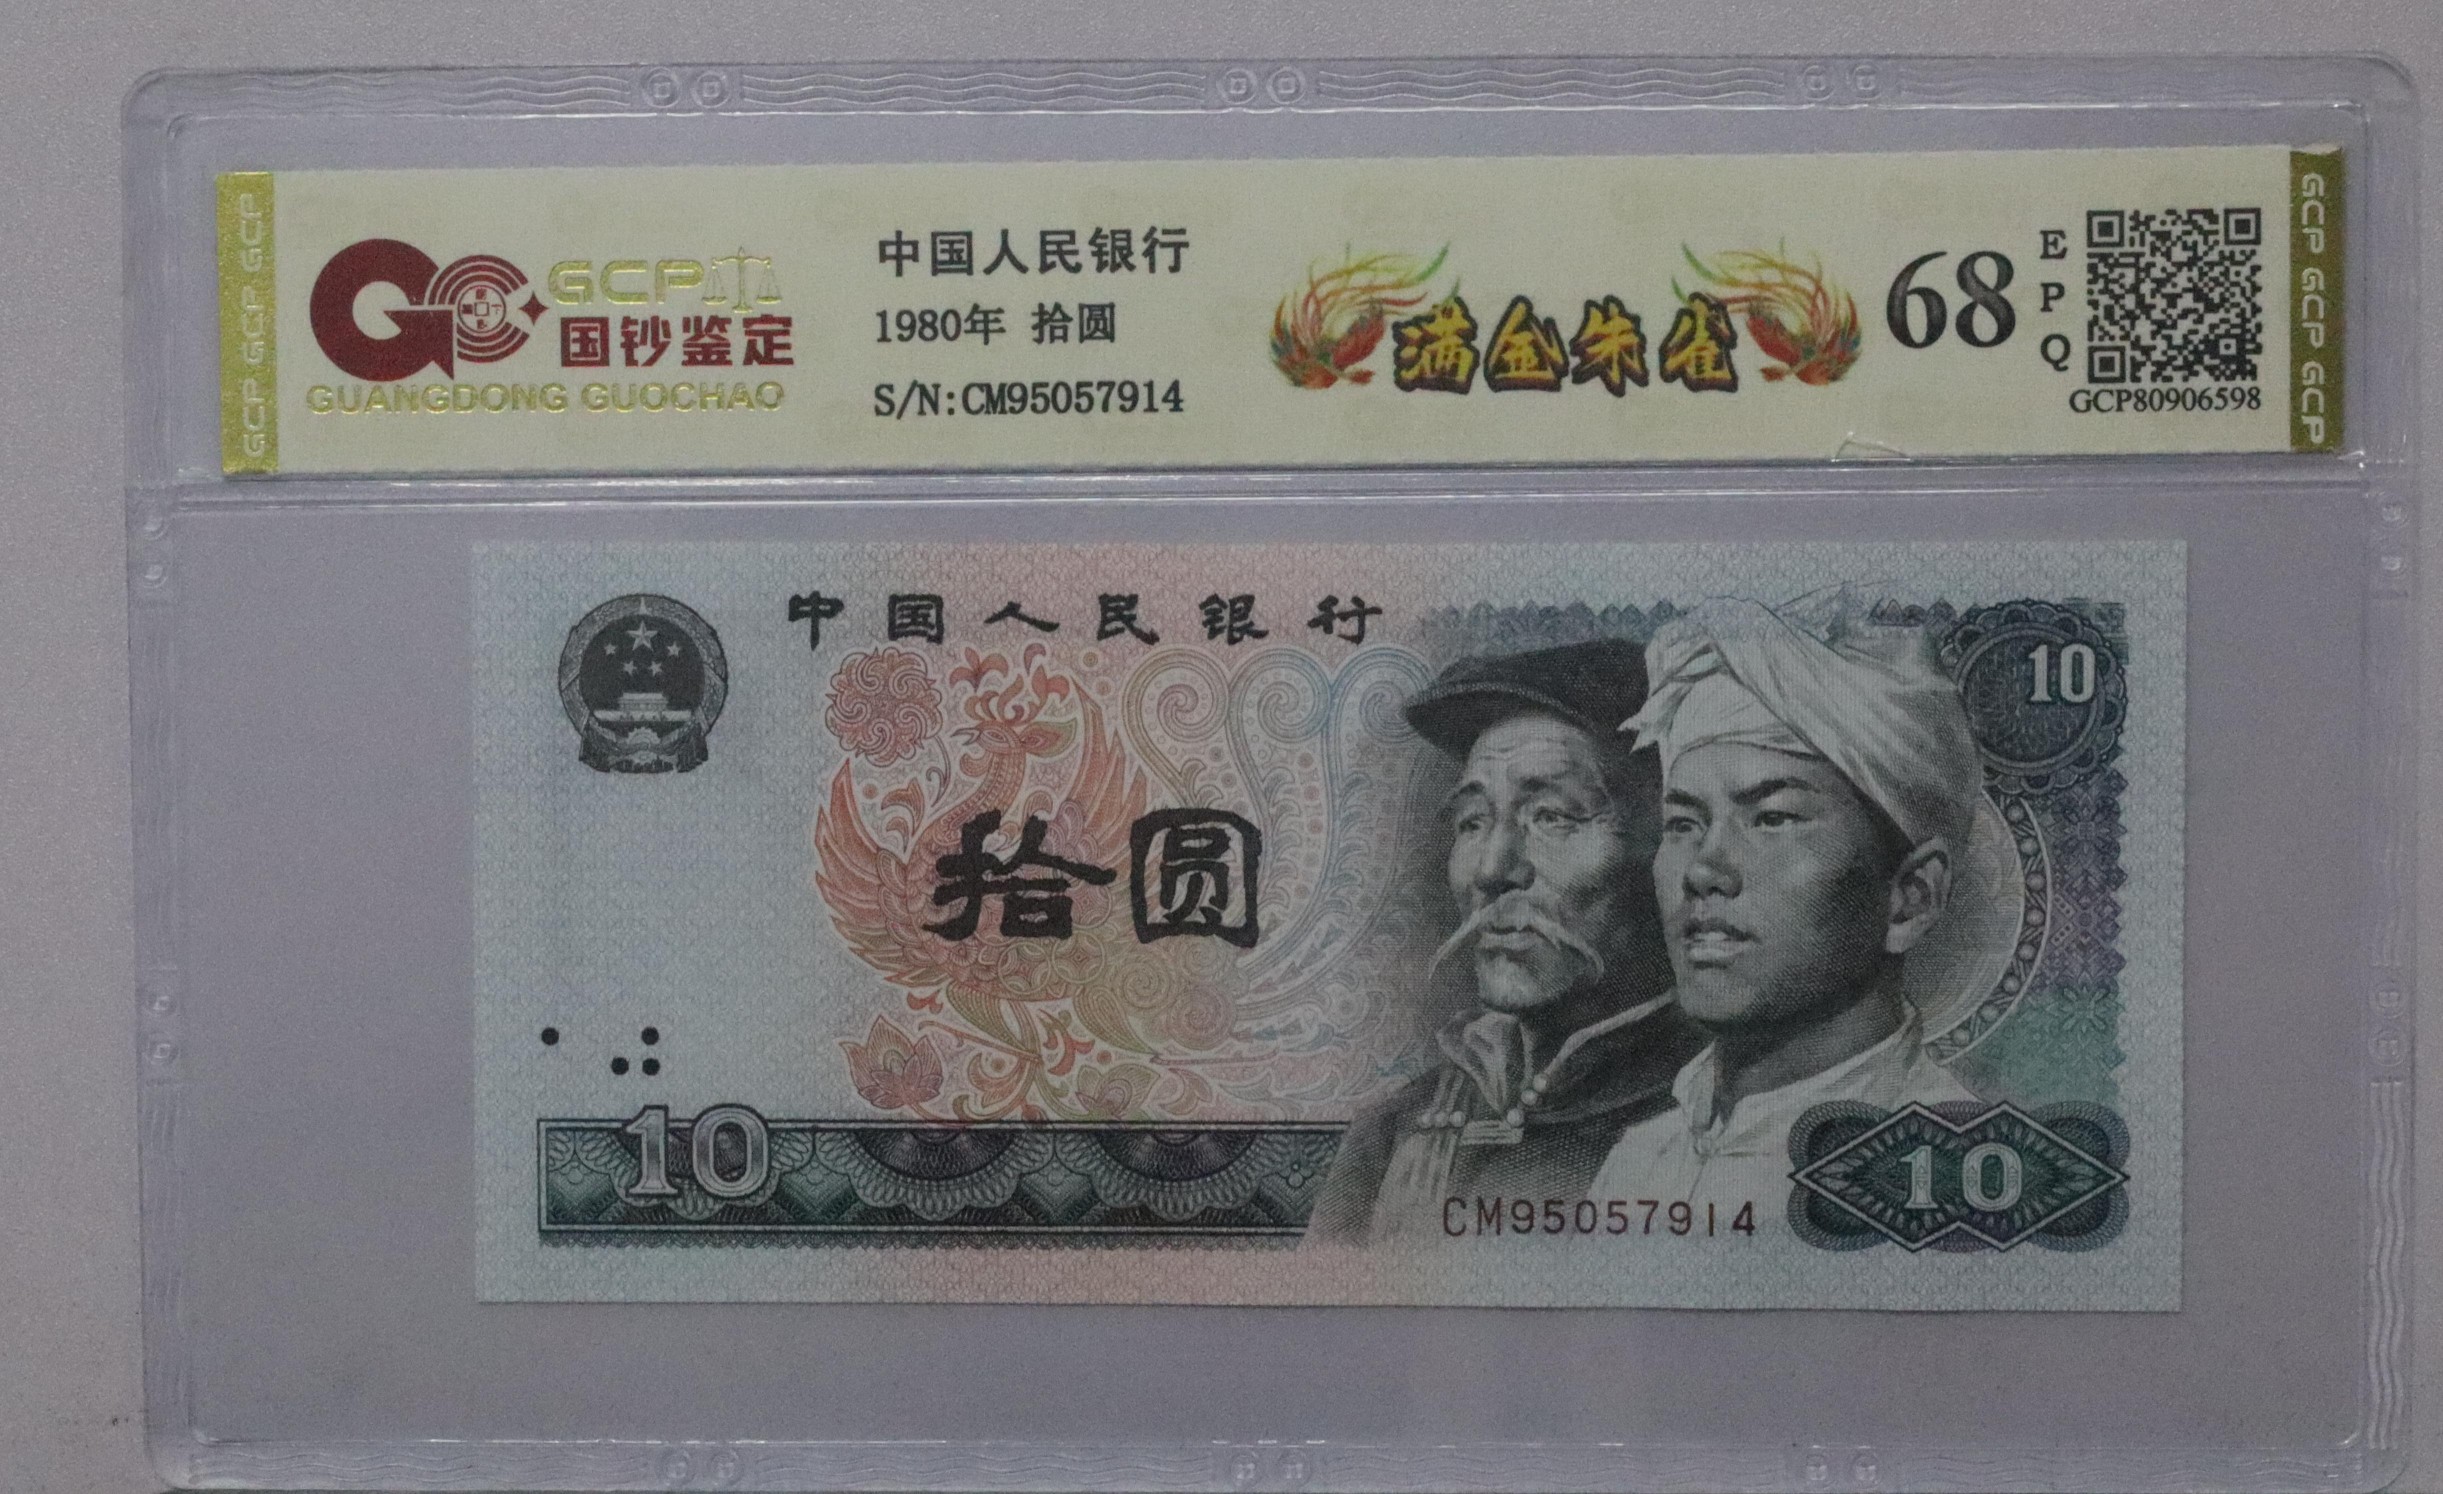 GCP GCP GCP
GCP
国钞鉴定
GUANGDONG GUOCHAO
中国人民银行
1980年 拾圆
S/N:CM95057914
满金朱雀
68
E
P
Q
GCP80906598
GCP GCP GCP
中国人民银行
10
拾圆
10
CM95057914
10